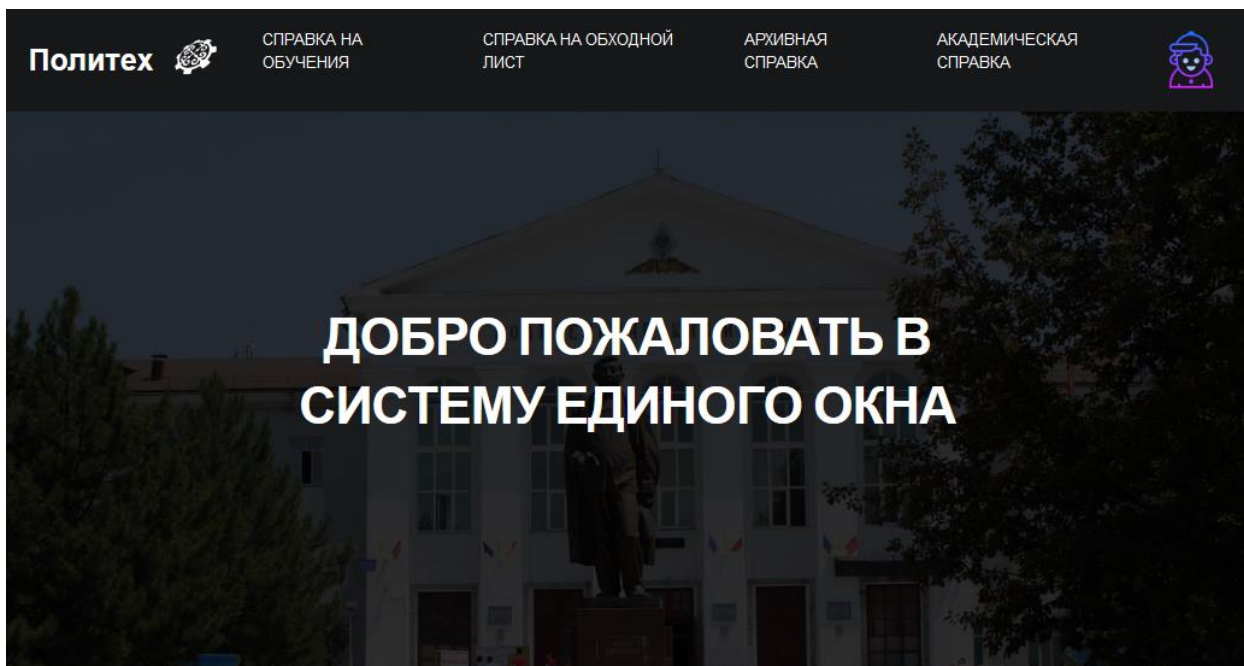 Политех
СПРАВКА НА
ОБУЧЕНИЯ
СПРАВКА НА ОБХОДНОЙ
ЛИСТ
АРХИВНАЯ
СПРАВКА
АКАДЕМИЧЕСКАЯ
СПРАВКА
ДОБРО ПОЖАЛОВАТЬ В
СИСТЕМУ ЕДИНОГО ОКНА